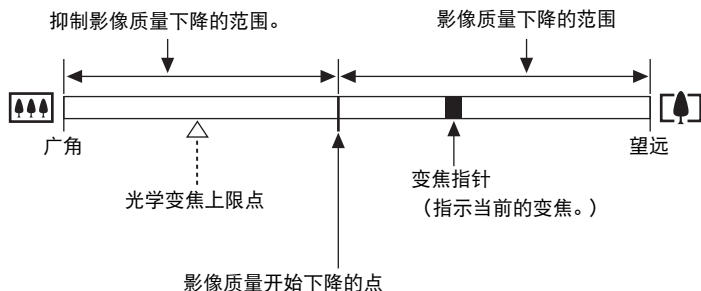 抑制影像质量下降的范围。
影像质量下降的范围
广角
望远
光学变焦上限点
变焦指针
（指示当前的变焦。）
影像质量开始下降的点